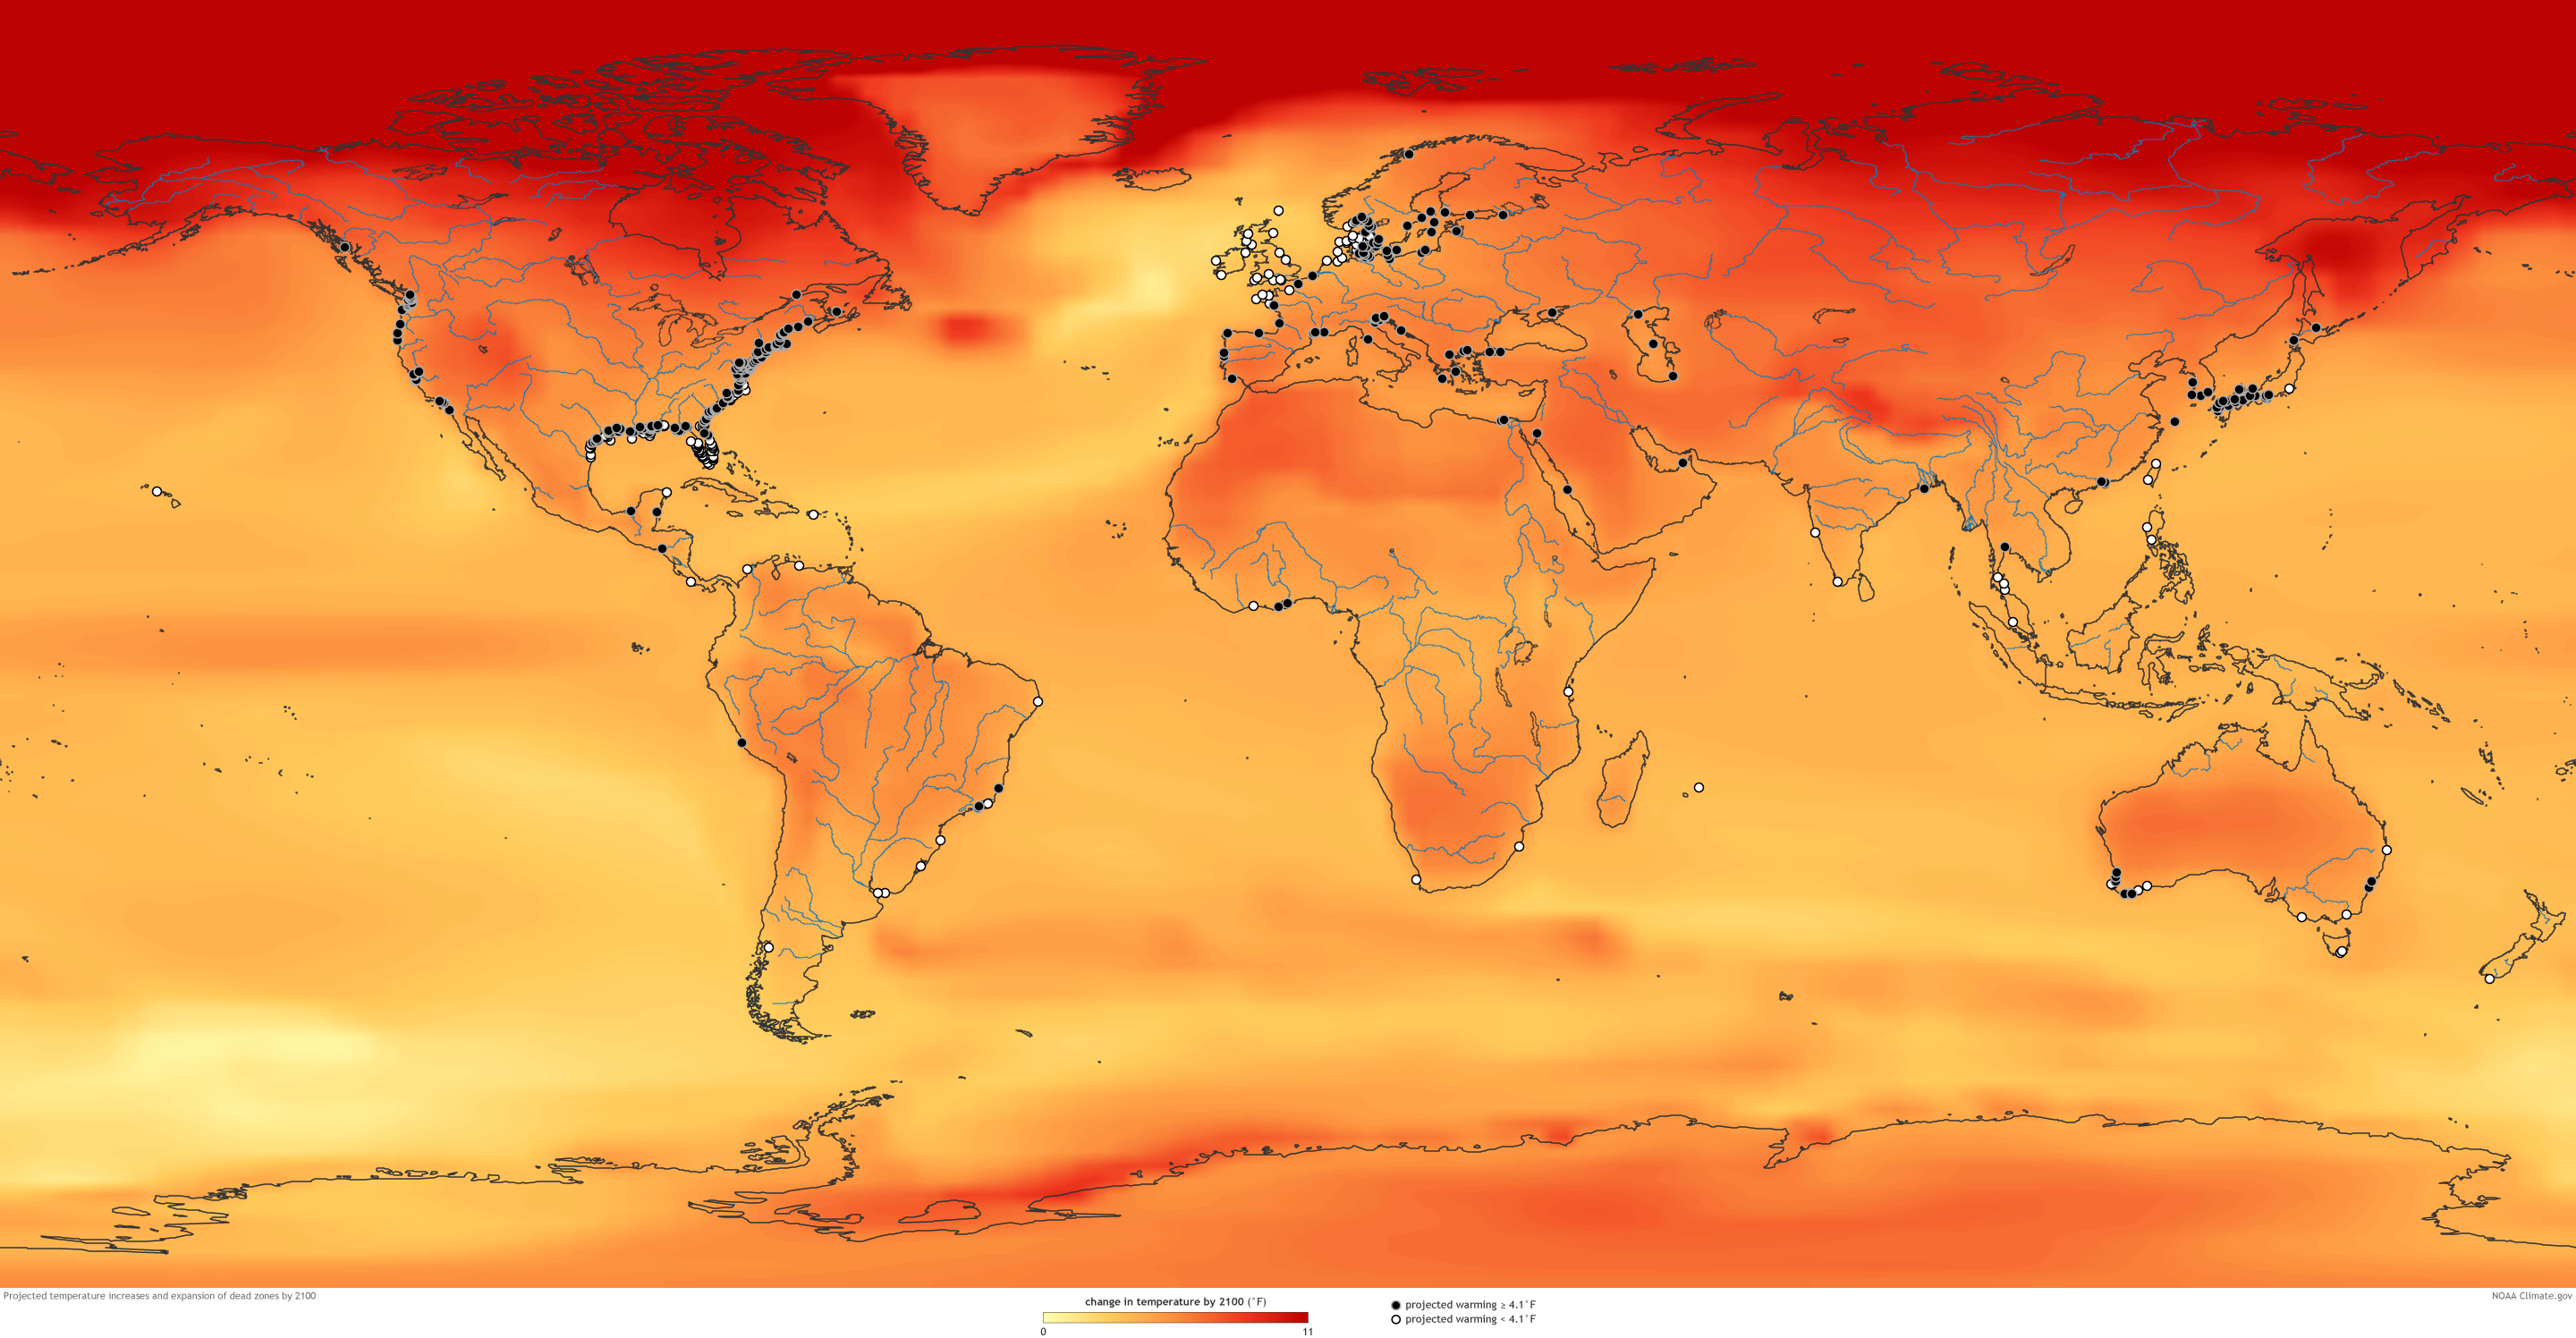 Projected temperature increases and expansion of dead zones by 2100
NOAA Climate.gov
change in temperature by 2100 (°F)
0 11
projected warming ≥ 4.1°F
projected warming < 4.1°F